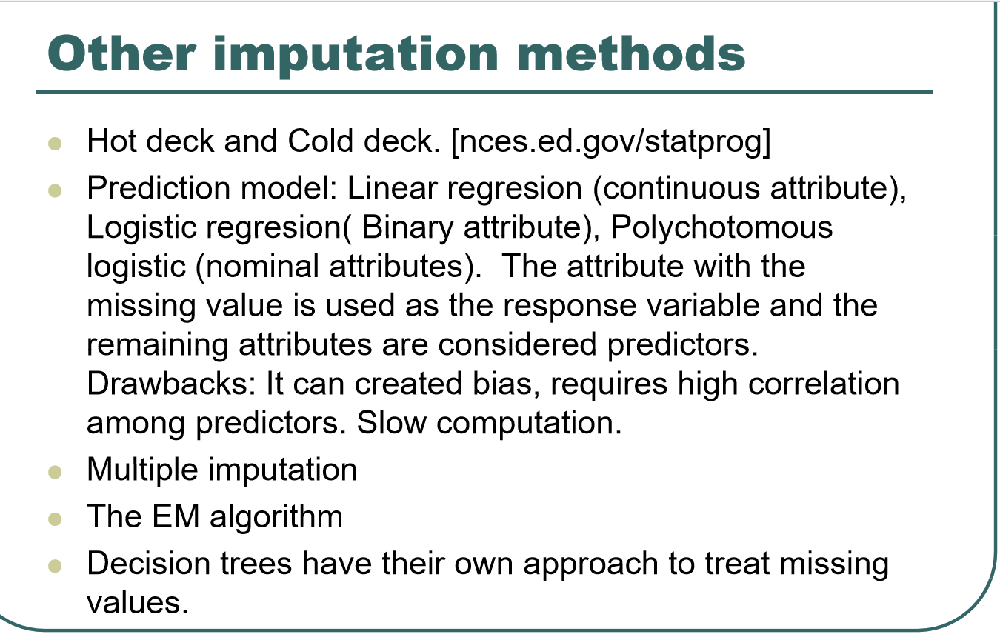 Other imputation methods
Hot deck and Cold deck. [nces.ed.gov/statprog]
Prediction model: Linear regresion (continuous attribute),
Logistic regresion( Binary attribute), Polychotomous
logistic (nominal attributes).  The attribute with the
missing value is used as the response variable and the
remaining attributes are considered predictors.
Drawbacks: It can created bias, requires high correlation
among predictors. Slow computation.
Multiple imputation
The EM algorithm
Decision trees have their own approach to treat missing
values.